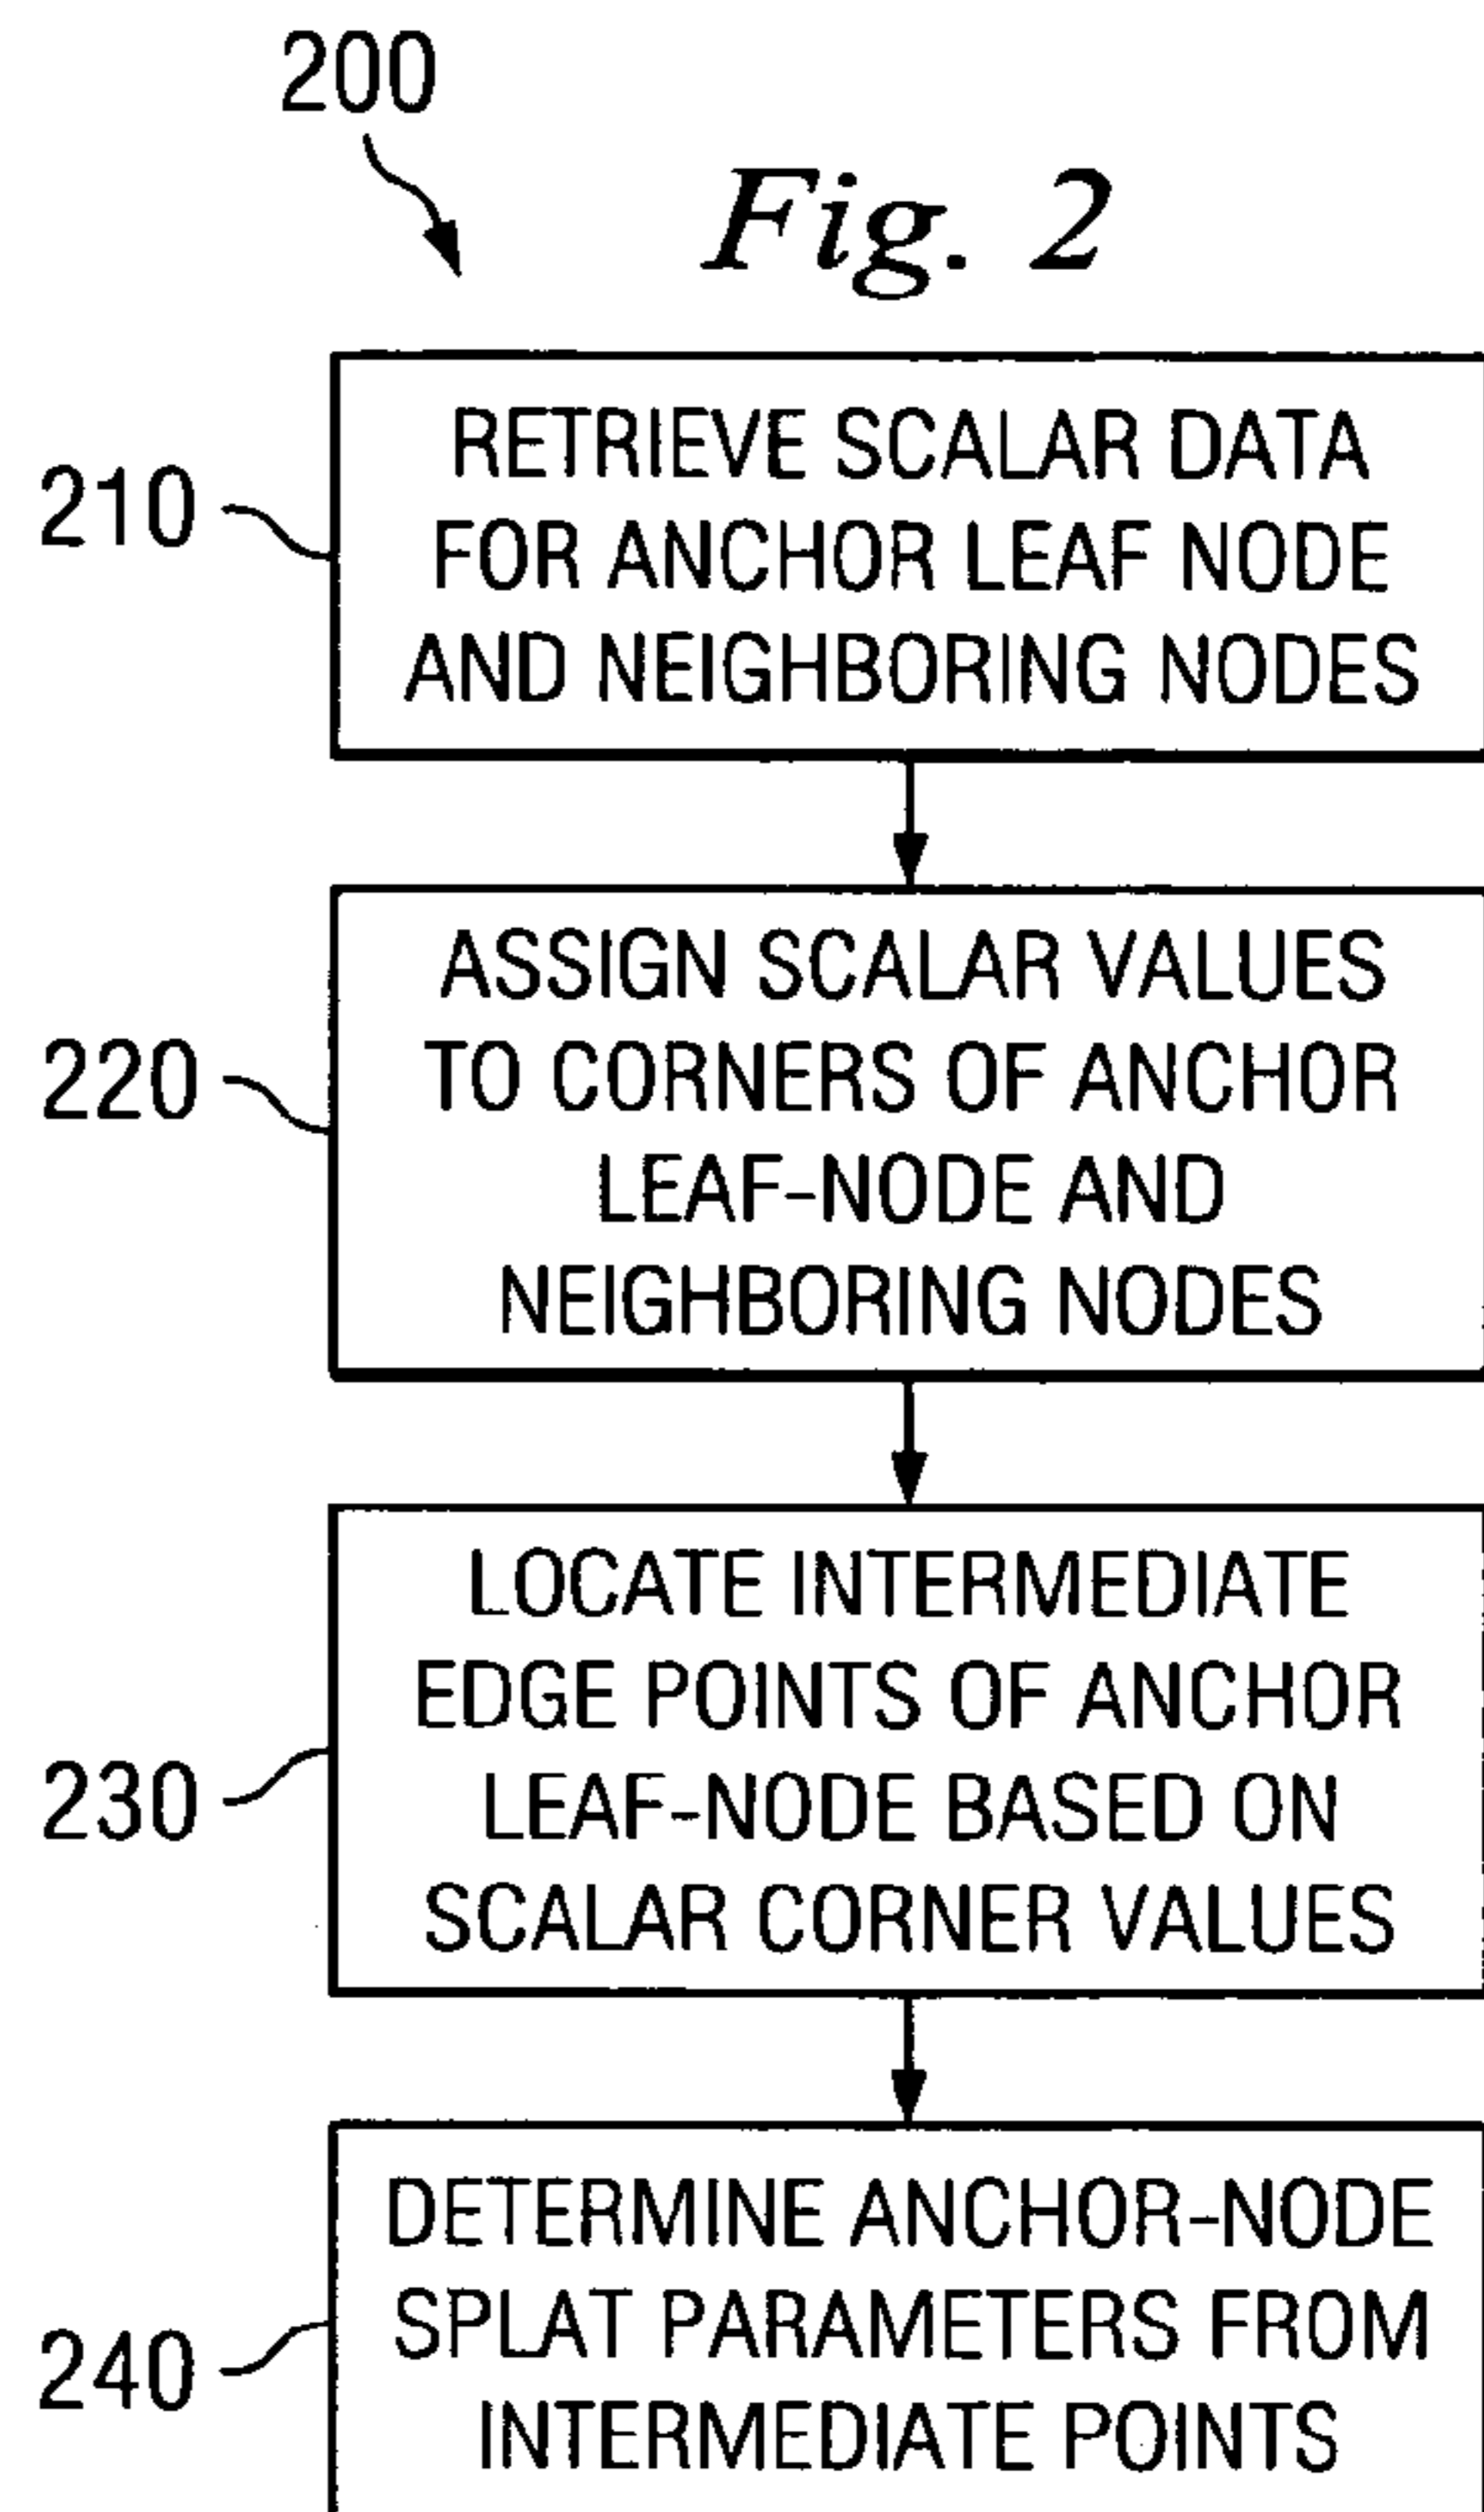 200
Fig. 2
210
RETRIEVE SCALAR DATA
FOR ANCHOR LEAF NODE
AND NEIGHBORING NODES
220
ASSIGN SCALAR VALUES
TO CORNERS OF ANCHOR
LEAF-NODE AND
NEIGHBORING NODES
230
LOCATE INTERMEDIATE
EDGE POINTS OF ANCHOR
LEAF-NODE BASED ON
SCALAR CORNER VALUES
240
DETERMINE ANCHOR-NODE
SPLAT PARAMETERS FROM
INTERMEDIATE POINTS